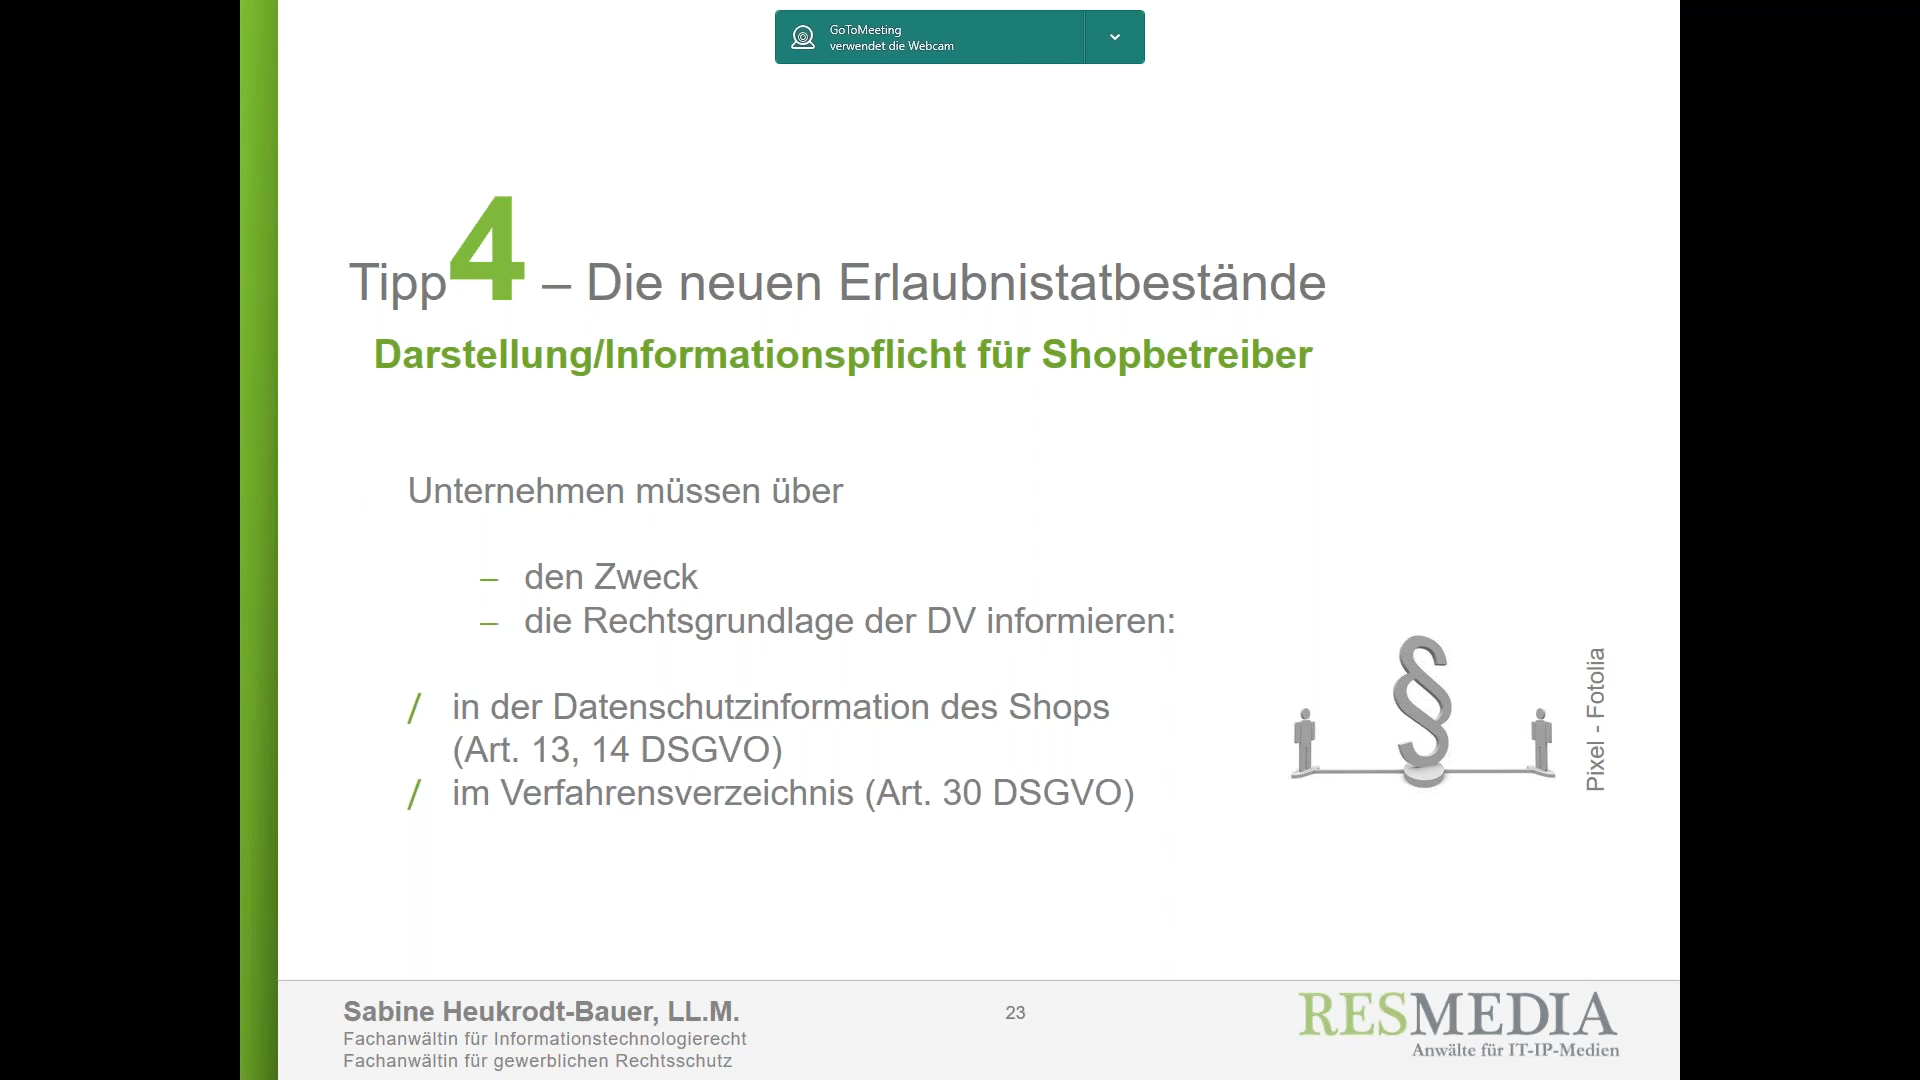 GoToMeeting
verwendet die Webcam
Tipp 4 – Die neuen Erlaubnistatbestände
Darstellung/Informationspflicht für Shopbetreiber
Unternehmen müssen über
– den Zweck
– die Rechtsgrundlage der DV informieren:
/ in der Datenschutzinformation des Shops
(Art. 13, 14 DSGVO)
/ im Verfahrensverzeichnis (Art. 30 DSGVO)
§
Pixel - Fotolia
Sabine Heukrodt-Bauer, LL.M.
Fachanwältin für Informationstechnologierecht
Fachanwältin für gewerblichen Rechtsschutz
23
RESMEDIA
Anwälte für IT-IP-Medien